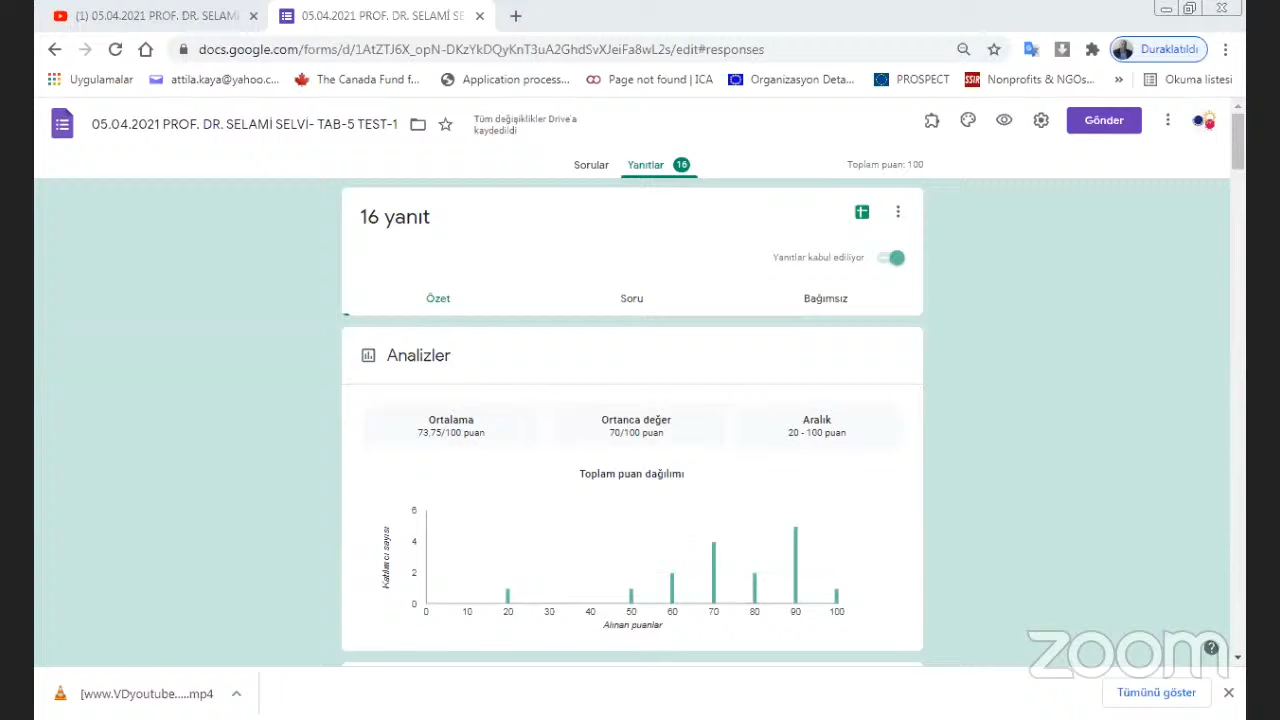 (1) 05.04.2021 PROF. DR. SELAMİ
05.04.2021 PROF. DR. SELAMİ SE
docs.google.com/forms/d/1AtZTJ6X_opN-DKzYkDQyKnT3uA2GhdSvXJeiFa8wL2s/edit#responses
Duraklatıldı
Uygulamalar
attila.kaya@yahoo.c...
The Canada Fund f...
Application process...
Page not found | ICA
Organizasyon Deta...
PROSPECT
SSIR
Nonprofits & NGOs...
»
Okuma listesi
05.04.2021 PROF. DR. SELAMİ SELVİ- TAB-5 TEST-1
Tüm değişiklikler Drive'a
kaydedildi
Gönder
Sorular
Yanıtlar 16
Toplam puan: 100
16 yanıt
Yanıtlar kabul ediliyor
Özet
Soru
Bağımsız
Analizler
Ortalama
73,75/100 puan
Ortanca değer
70/100 puan
Aralık
20 - 100 puan
Toplam puan dağılımı
Katılımcı sayısı
6
4
2
0
0 10 20 30 40 50 60 70 80 90 100
Alınan puanlar
zoom
[www.VDyoutube.....mp4
Tümünü göster